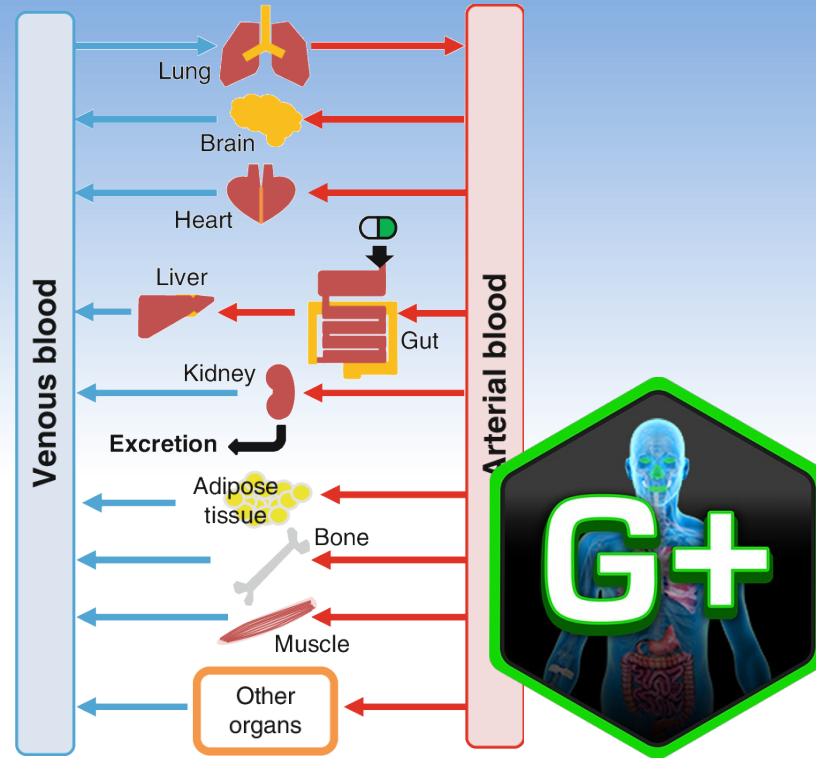 Lung
Brain
Heart
Liver
Gut
Kidney
Excretion
Adipose
tissue
Bone
Muscle
Other
organs
Venous blood
Arterial blood
G+